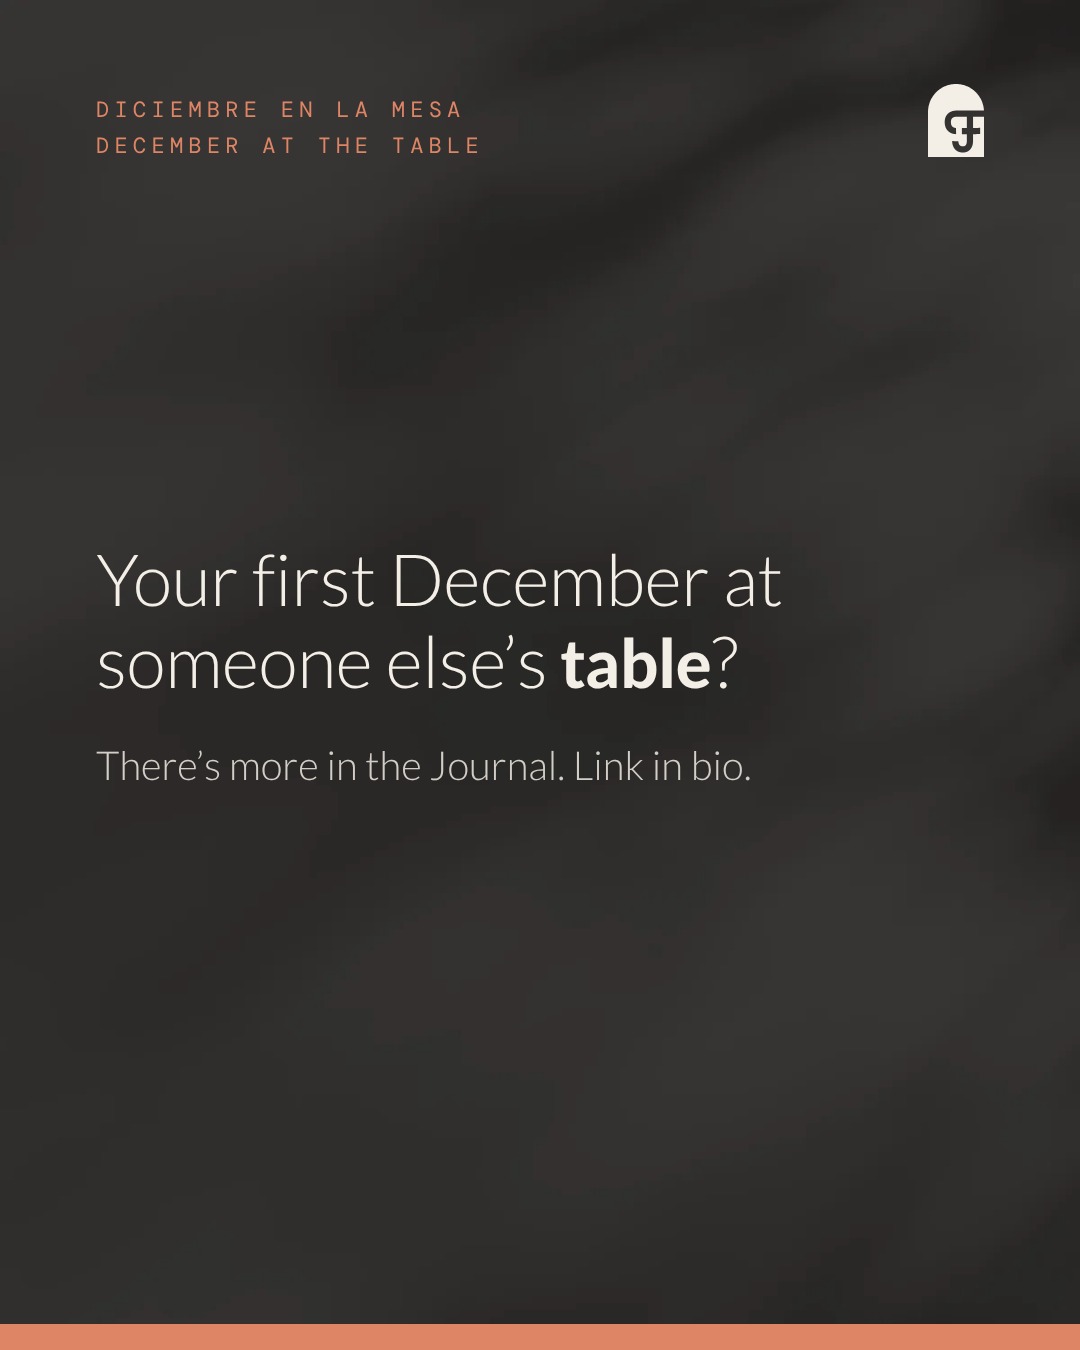 DICIEMBRE EN LA MESA
DECEMBER AT THE TABLE
Your first December at
someone else’s table?
There’s more in the Journal. Link in bio.